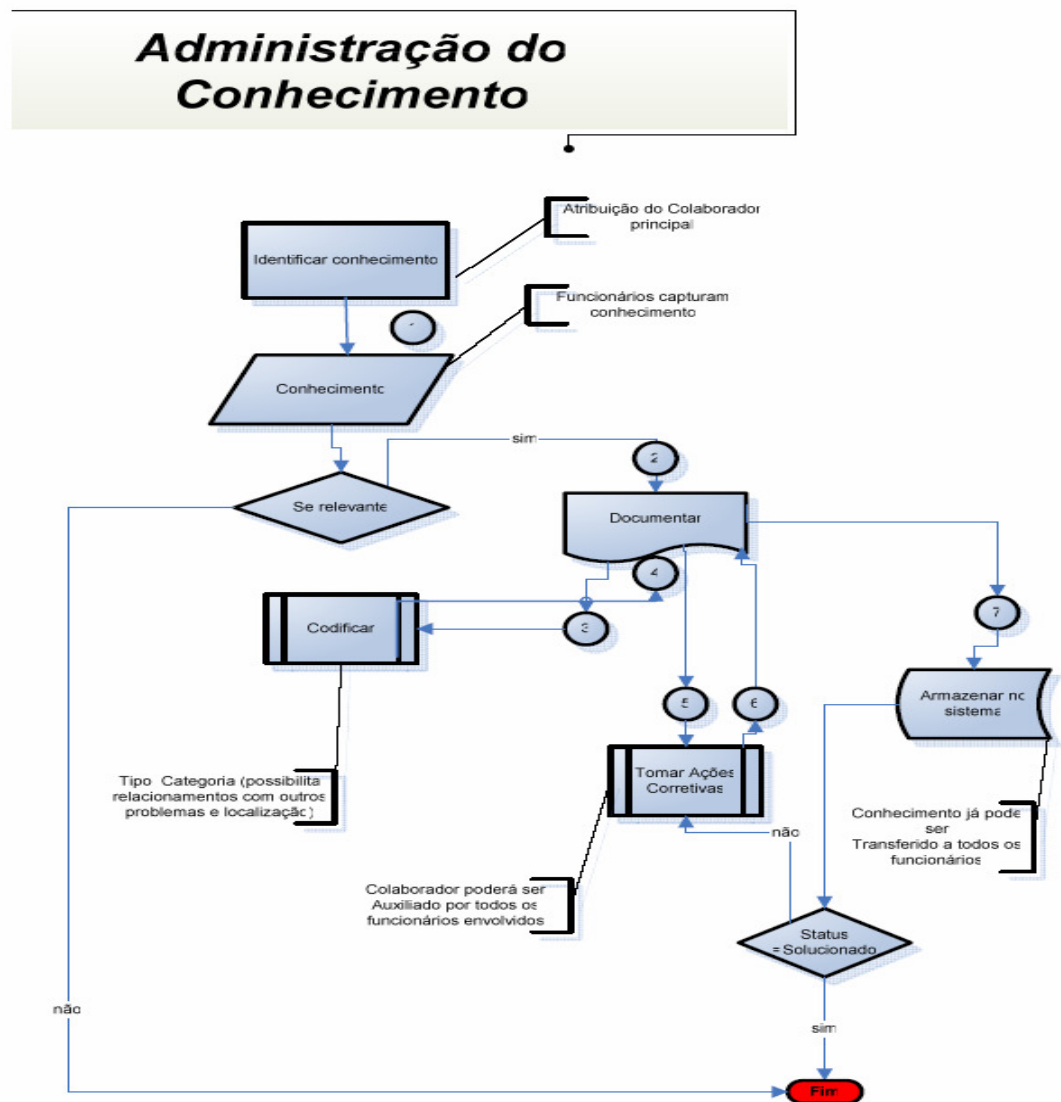 Administração do
Conhecimento
Atribuição do Colaborador
principal
Identificar conhecimento
Funcionários capturam
conhecimento
1
Conhecimento
sim
2
Se relevante
Documentar
4
Codificar
3
7
Armazenar no
sistema
5
6
Tomar Ações
Corretivas
Tipo Categoria (possibilita
relacionamentos com outros
problemas e localização)
não
Conhecimento já pode
ser
Transferido a todos os
funcionários
Colaborador poderá ser
Auxiliado por todos os
funcionários envolvidos
Status
=Solucionado
não
sim
Fim